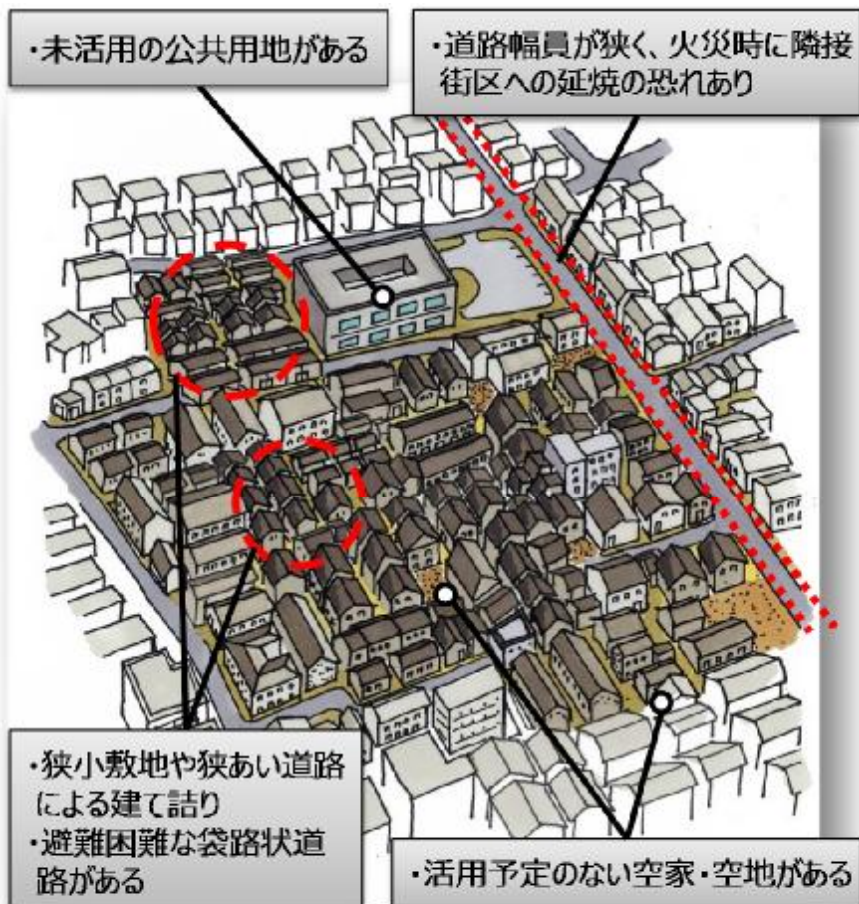 ・未活用の公共用地がある
・道路幅員が狭く、火災時に隣接
街区への延焼の恐れあり
・狭小敷地や狭あい道路
による建て詰り
・避難困難な袋路状道
路がある
・活用予定のない空家・空地がある